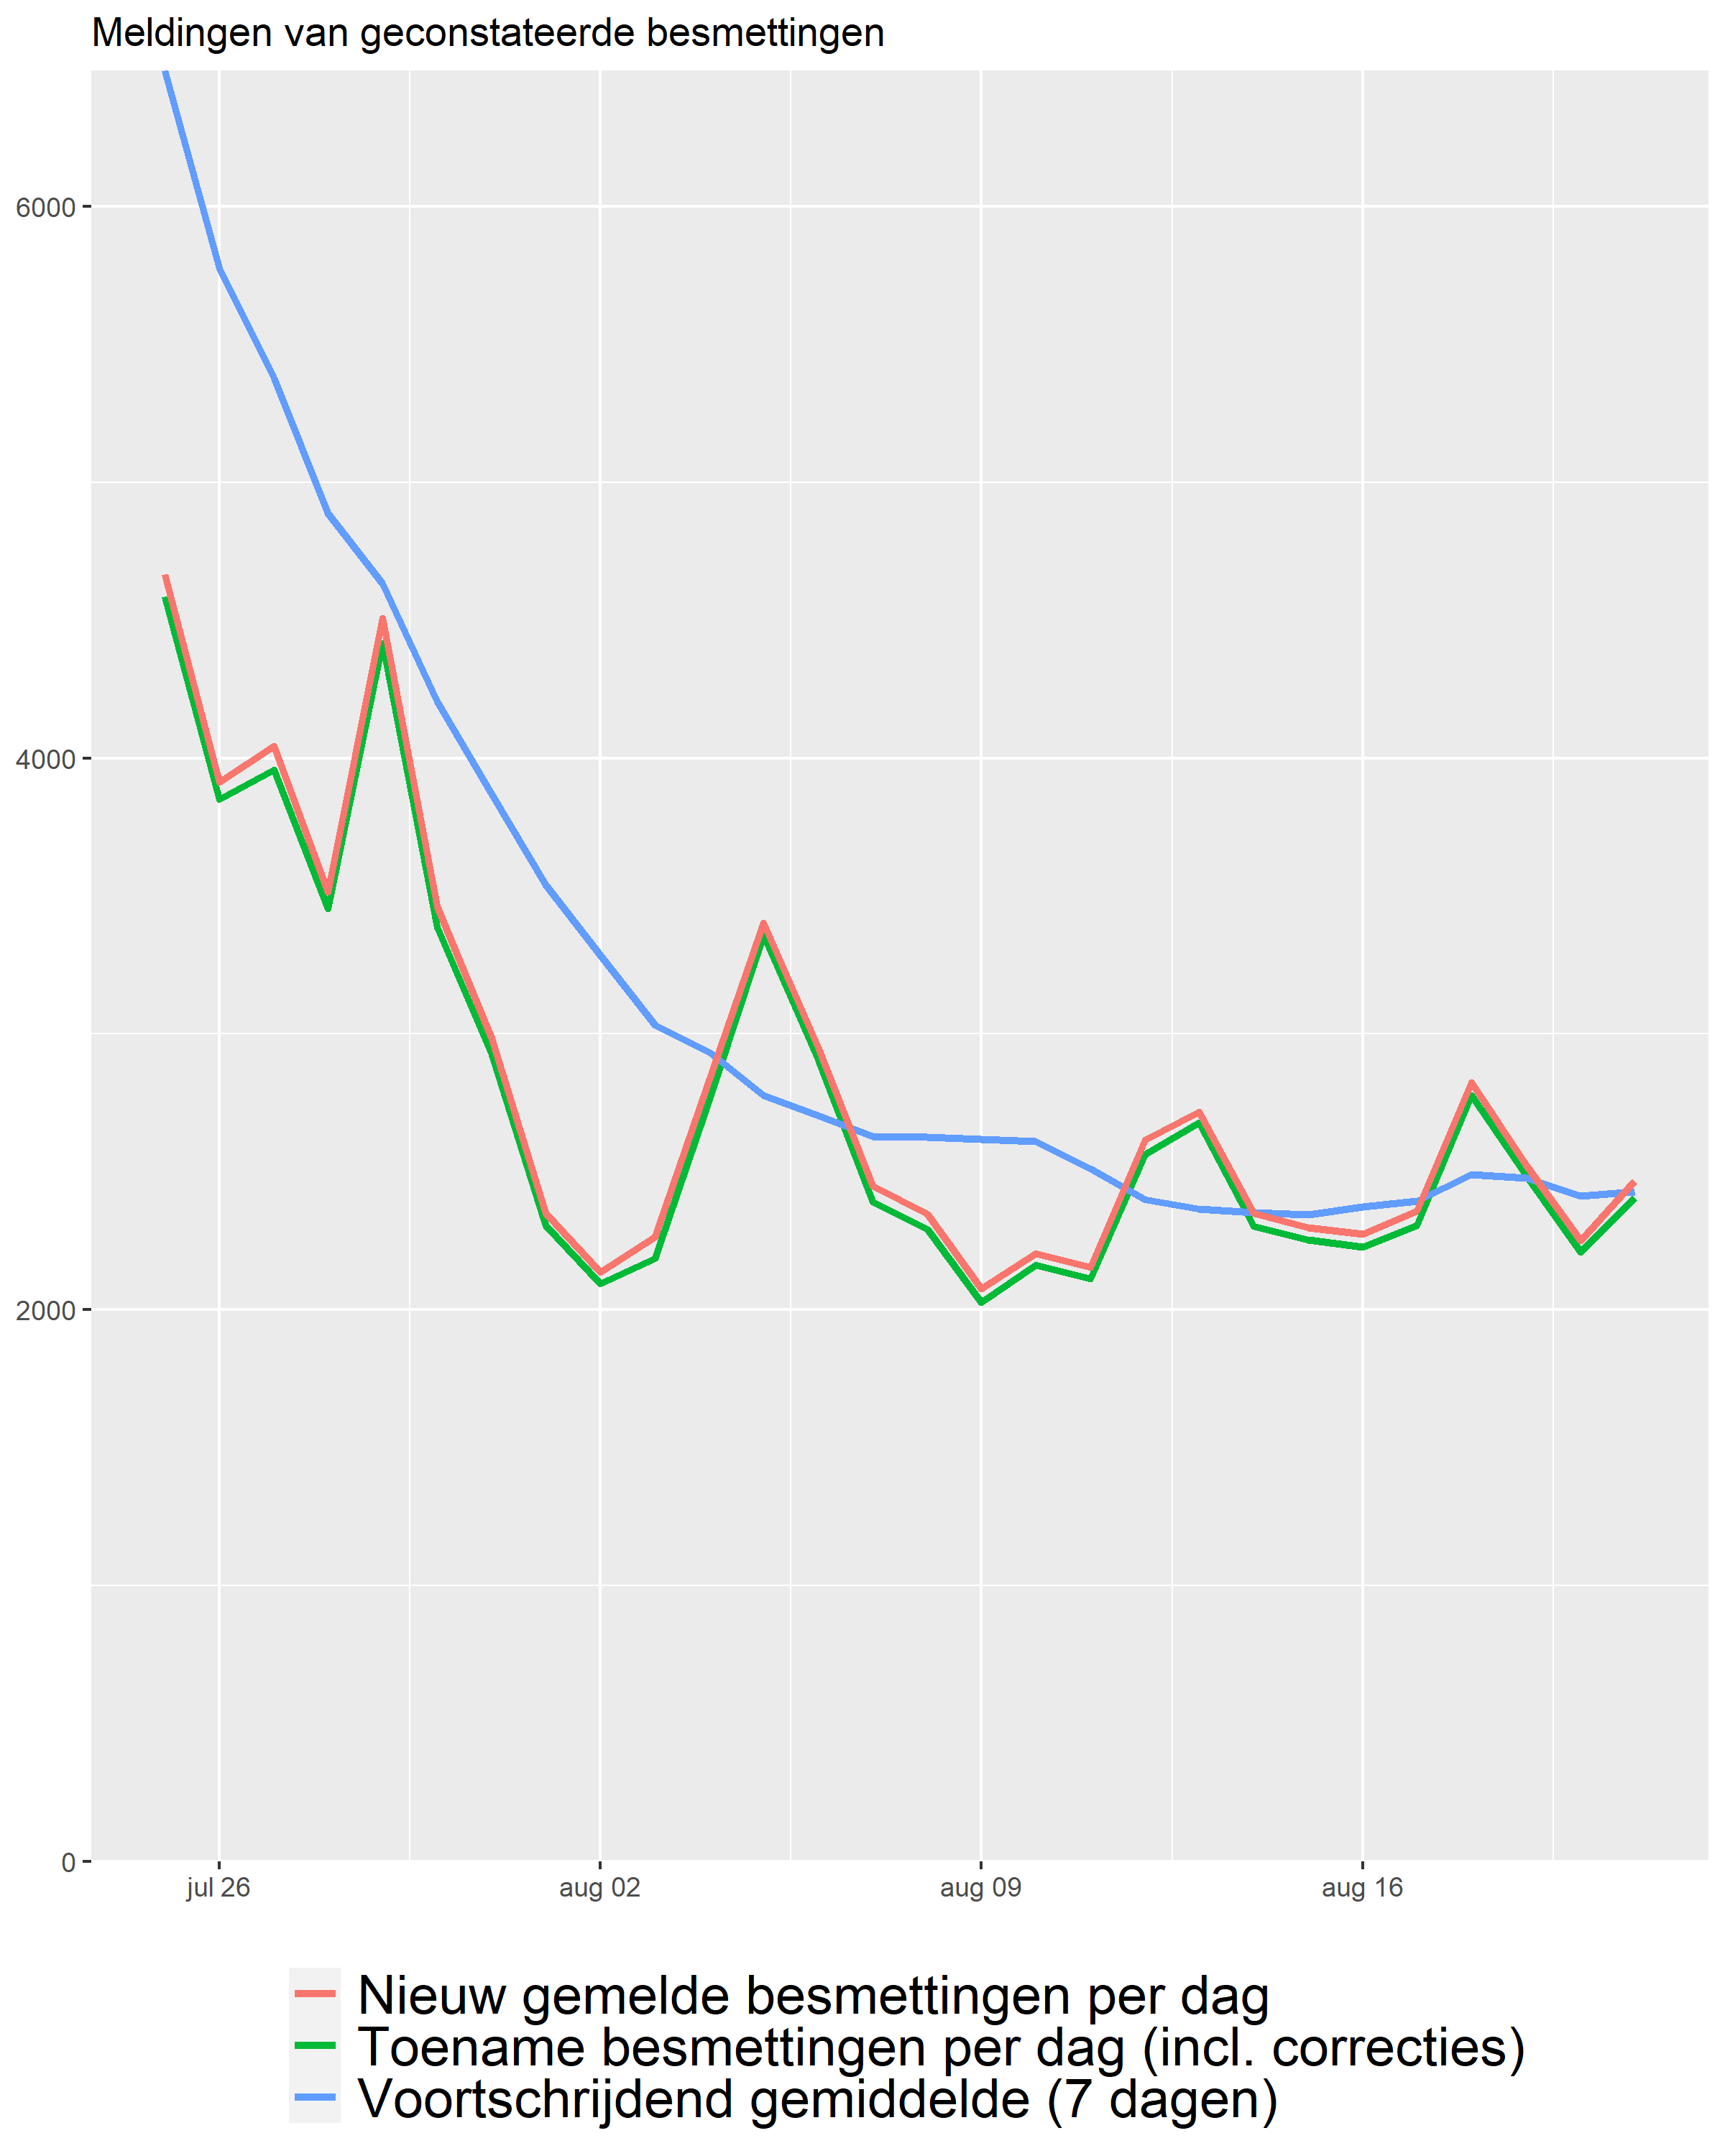 Meldingen van geconstateerde besmettingen
6000
4000
2000
0
jul 26 aug 02 aug 09 aug 16
Nieuw gemelde besmettingen per dag
Toename besmettingen per dag (incl. correcties)
Voortschrijdend gemiddelde (7 dagen)